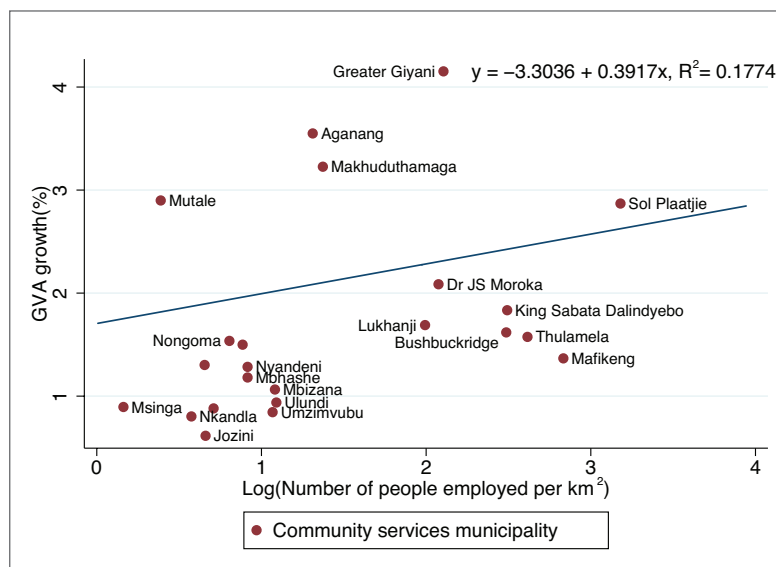 Greater Giyani
y = −3.3036 + 0.3917x, R²= 0.1774
4
Aganang
Makhuduthamaga
3
Mutale
Sol Plaatjie
GVA growth(%)
Dr JS Moroka
2
King Sabata Dalindyebo
Lukhanji
Bushbuckridge
Thulamela
Nongoma
Mafikeng
Nyandeni
Mbhashe
Mbizana
1
Msinga
Ulundi
Nkandla
Umzimvubu
Jozini
0 1 2 3 4
Log(Number of people employed per km²)
Community services municipality